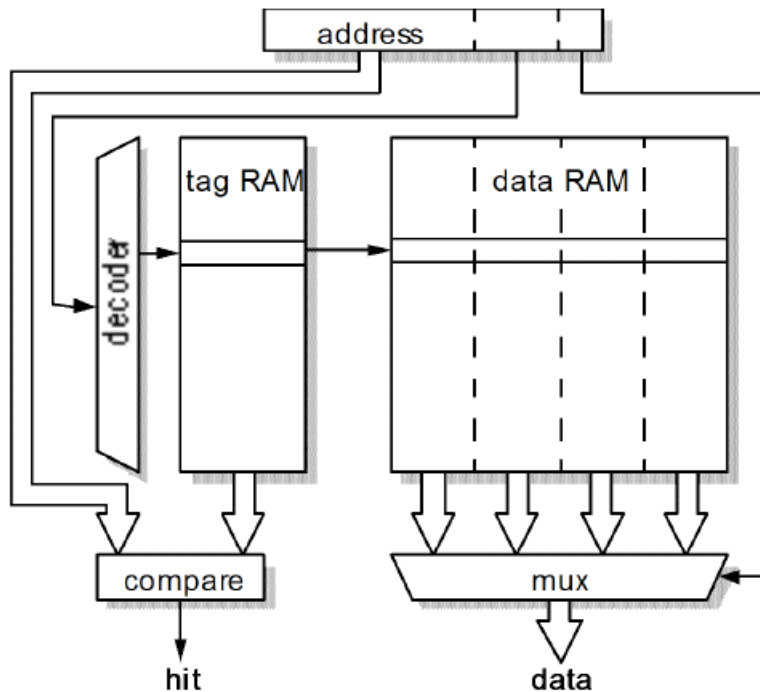 address
tag RAM
data RAM
decoder
compare
mux
hit
data